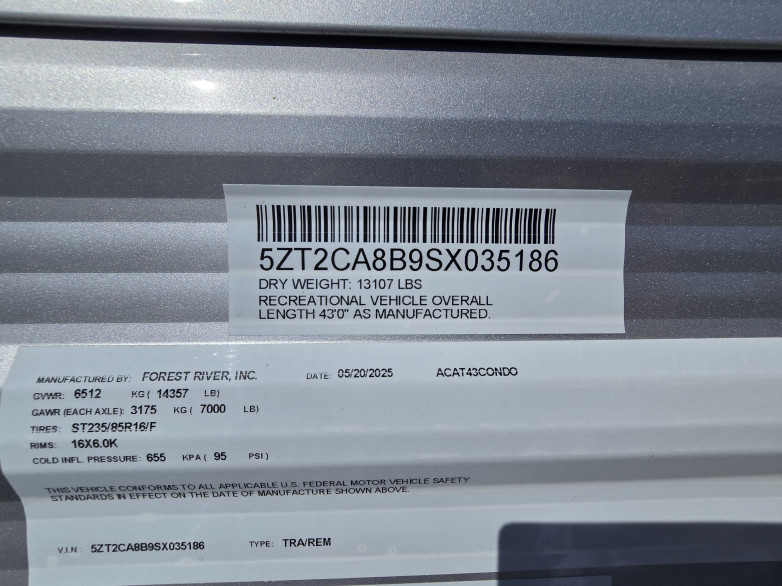 5ZT2CA8B9SX035186
DRY WEIGHT: 13107 LBS
RECREATIONAL VEHICLE OVERALL
LENGTH 43'0" AS MANUFACTURED.
MANUFACTURED BY: FOREST RIVER, INC. DATE: 05/20/2025 ACAT43CONDO
GVWR: 6512 KG ( 14357 LB)
GAWR (EACH AXLE): 3175 KG ( 7000 LB)
TIRES: ST235/85R16/F
RIMS: 16X6.0K
COLD INFL. PRESSURE: 655 KPA ( 95 PSI )
THIS VEHICLE CONFORMS TO ALL APPLICABLE U.S. FEDERAL MOTOR VEHICLE SAFETY
STANDARDS IN EFFECT ON THE DATE OF MANUFACTURE SHOWN ABOVE.
V.I.N.: 5ZT2CA8B9SX035186 TYPE: TRA/REM